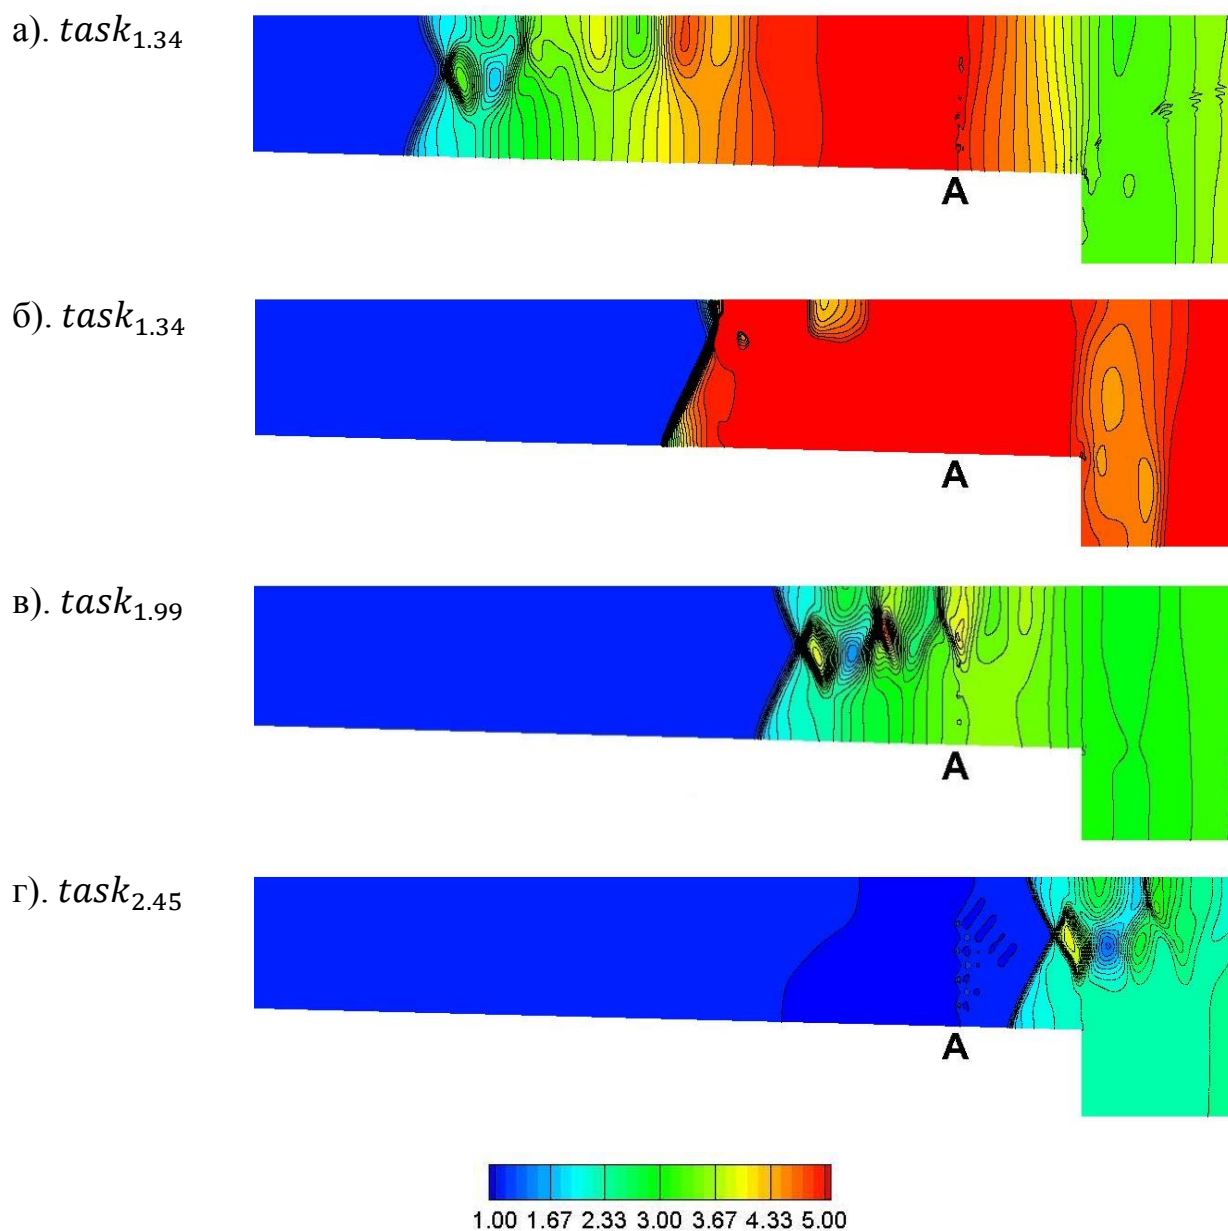 а). task₁.₃₄
A
б). task₁.₃₄
A
в). task₁.₉₉
A
г). task₂.₄₅
A
1.00 1.67 2.33 3.00 3.67 4.33 5.00